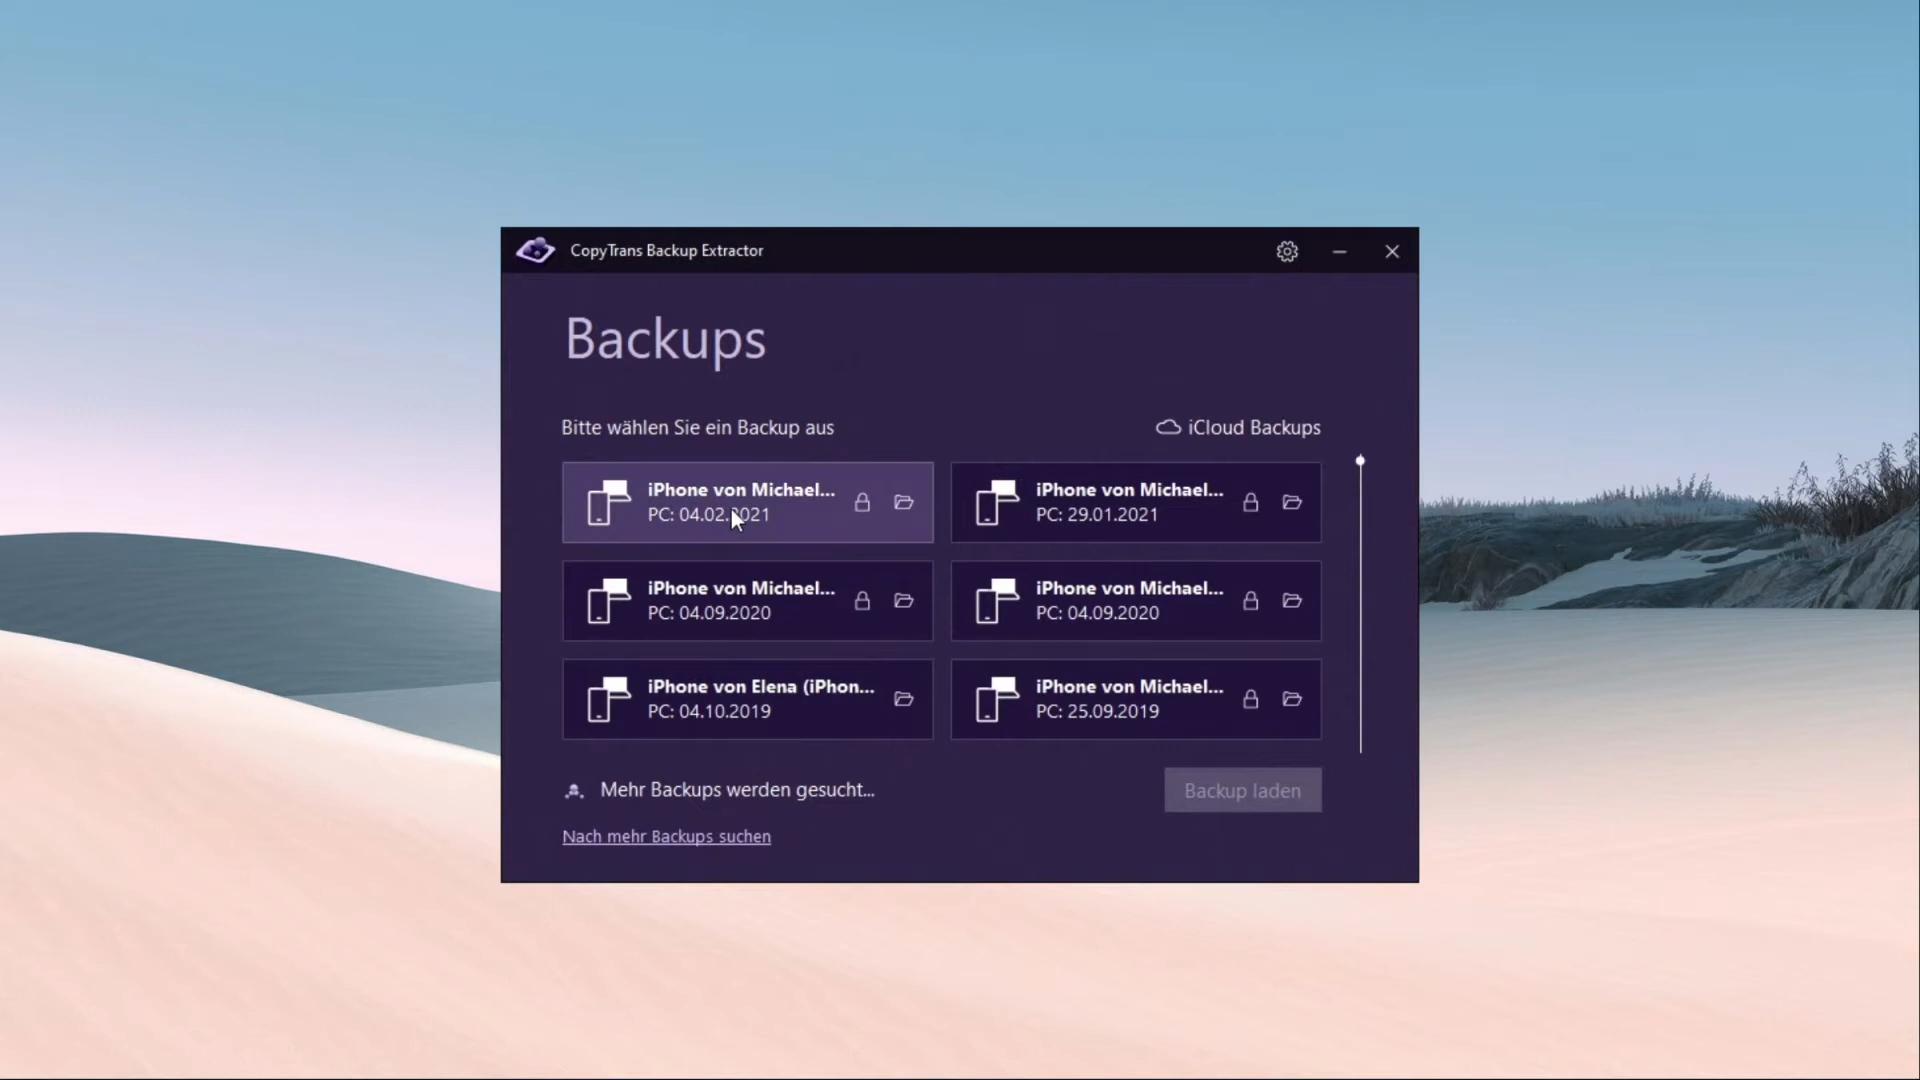 CopyTrans Backup Extractor
Backups
Bitte wählen Sie ein Backup aus
iCloud Backups
iPhone von Michael...
PC: 04.02.2021
iPhone von Michael...
PC: 29.01.2021
iPhone von Michael...
PC: 04.09.2020
iPhone von Michael...
PC: 04.09.2020
iPhone von Elena (iPhon...
PC: 04.10.2019
iPhone von Michael...
PC: 25.09.2019
Mehr Backups werden gesucht...
Backup laden
Nach mehr Backups suchen